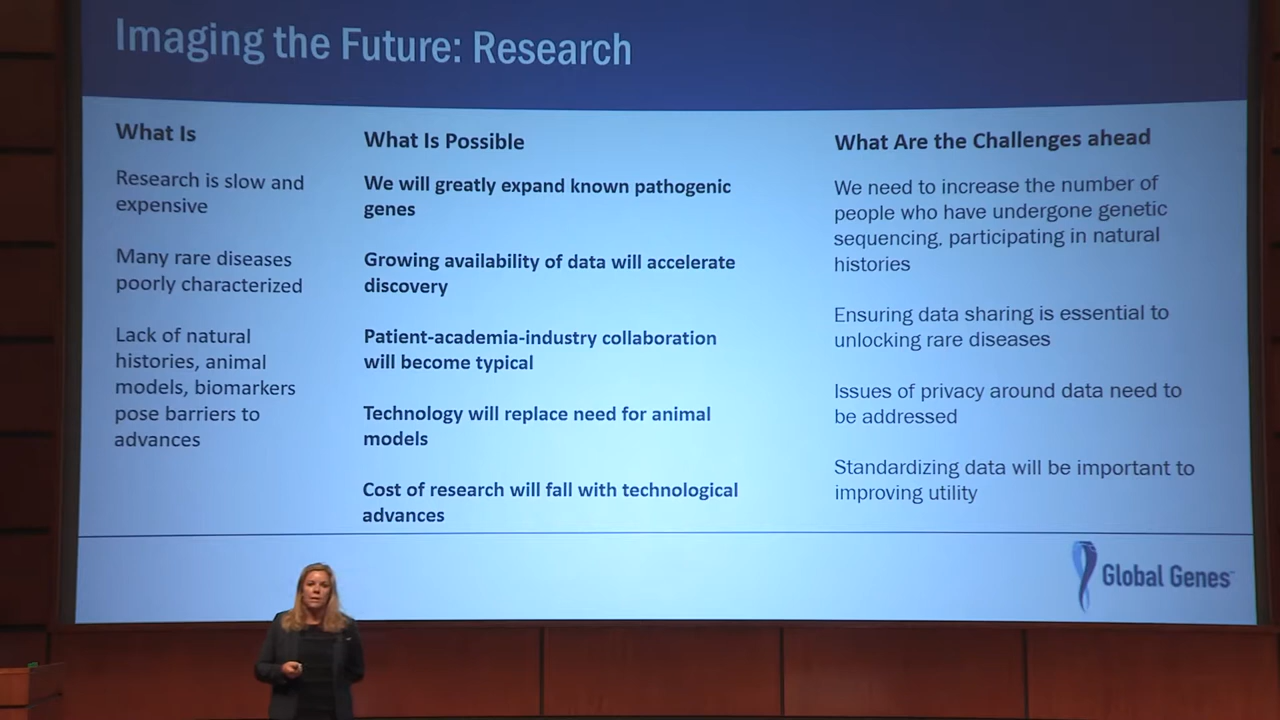 Imaging the Future: Research
What Is
Research is slow and
expensive
Many rare diseases
poorly characterized
Lack of natural
histories, animal
models, biomarkers
pose barriers to
advances
What Is Possible
We will greatly expand known pathogenic
genes
Growing availability of data will accelerate
discovery
Patient-academia-industry collaboration
will become typical
Technology will replace need for animal
models
Cost of research will fall with technological
advances
What Are the Challenges ahead
We need to increase the number of
people who have undergone genetic
sequencing, participating in natural
histories
Ensuring data sharing is essential to
unlocking rare diseases
Issues of privacy around data need to
be addressed
Standardizing data will be important to
improving utility
Global Genes™